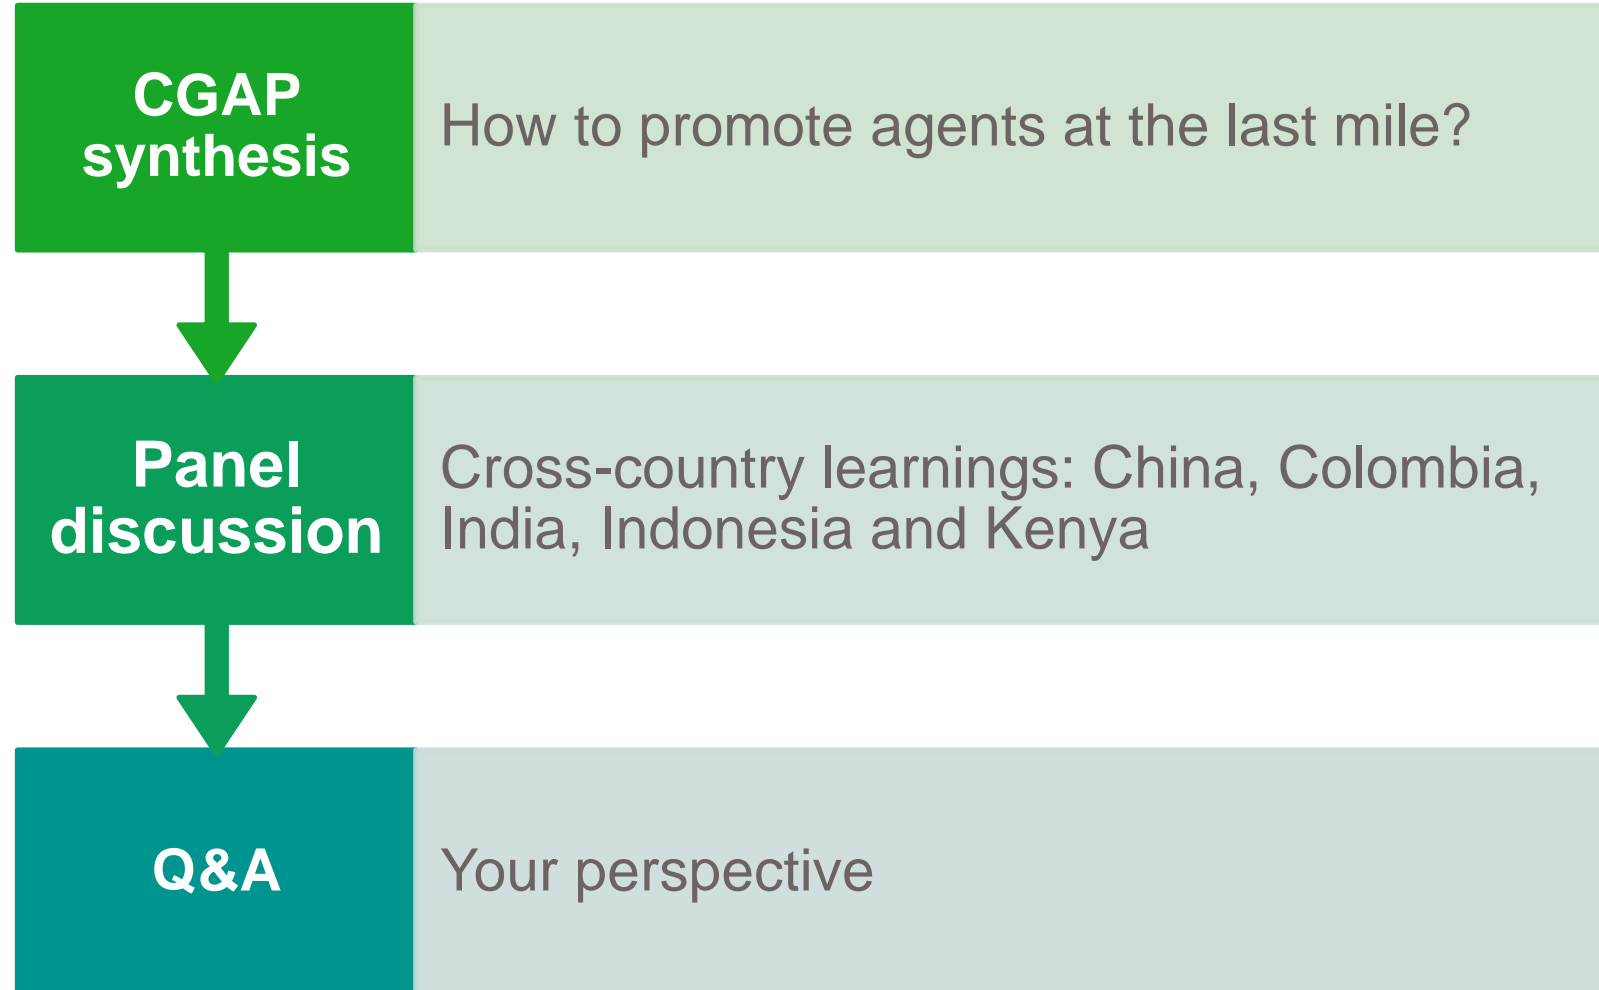 CGAP
synthesis
How to promote agents at the last mile?
Panel
discussion
Cross-country learnings: China, Colombia,
India, Indonesia and Kenya
Q&A
Your perspective